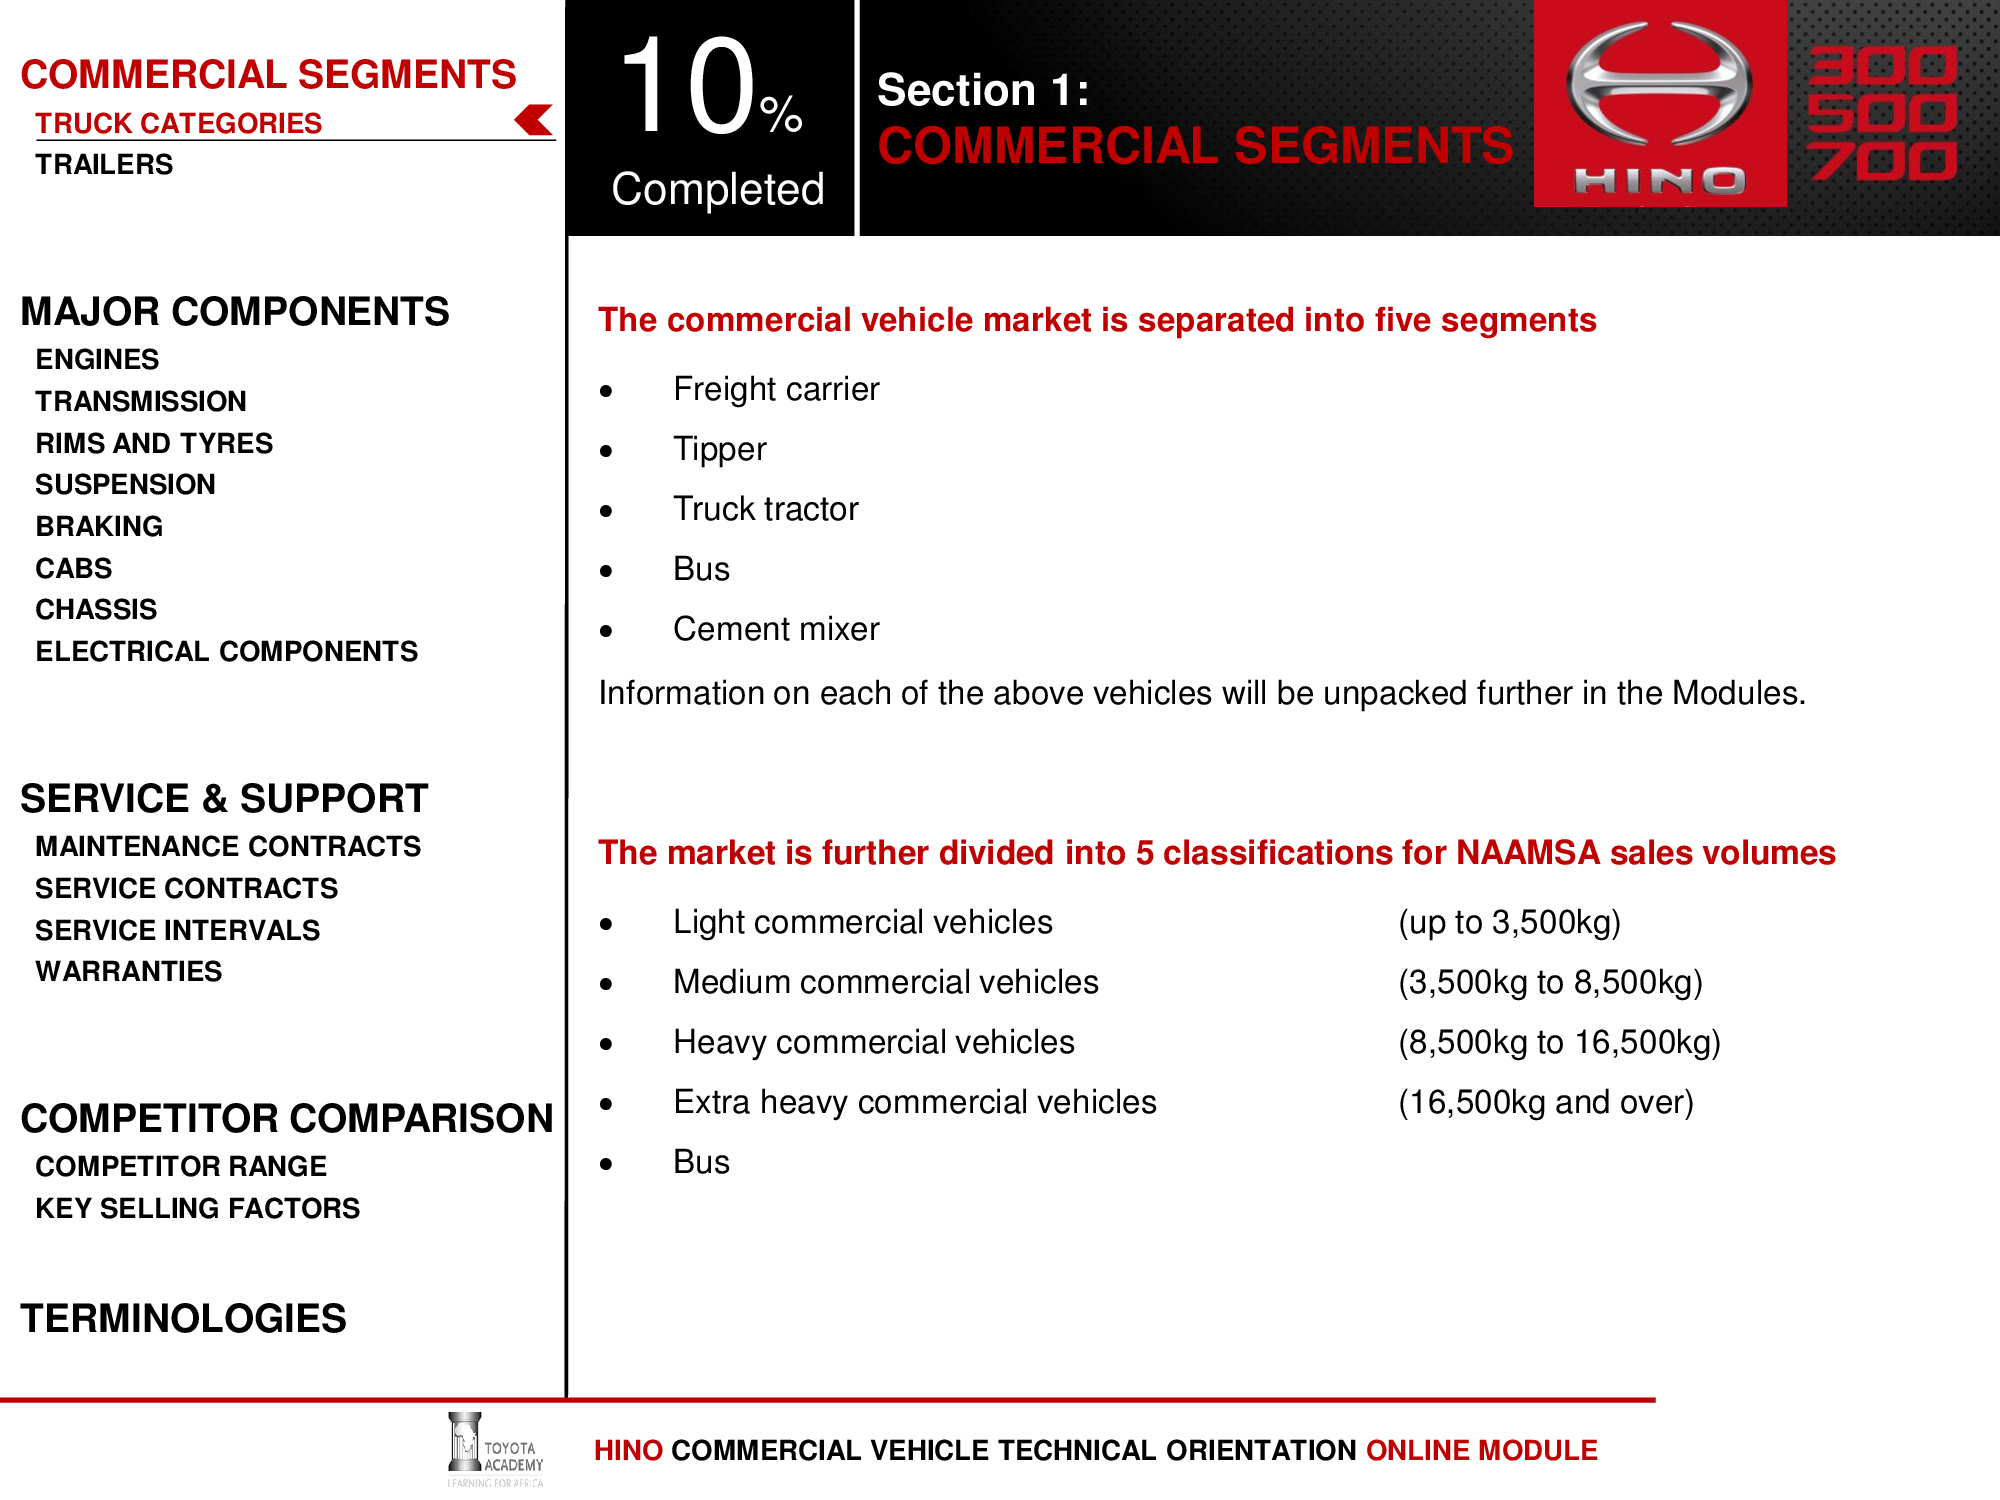 COMMERCIAL SEGMENTS
TRUCK CATEGORIES
TRAILERS
MAJOR COMPONENTS
ENGINES
TRANSMISSION
RIMS AND TYRES
SUSPENSION
BRAKING
CABS
CHASSIS
ELECTRICAL COMPONENTS
SERVICE & SUPPORT
MAINTENANCE CONTRACTS
SERVICE CONTRACTS
SERVICE INTERVALS
WARRANTIES
COMPETITOR COMPARISON
COMPETITOR RANGE
KEY SELLING FACTORS
TERMINOLOGIES
10%
Completed
Section 1:
COMMERCIAL SEGMENTS
HINO
300
500
700
The commercial vehicle market is separated into five segments
• Freight carrier
• Tipper
• Truck tractor
• Bus
• Cement mixer
Information on each of the above vehicles will be unpacked further in the Modules.
The market is further divided into 5 classifications for NAAMSA sales volumes
• Light commercial vehicles (up to 3,500kg)
• Medium commercial vehicles (3,500kg to 8,500kg)
• Heavy commercial vehicles (8,500kg to 16,500kg)
• Extra heavy commercial vehicles (16,500kg and over)
• Bus
TOYOTA
ACADEMY
LEARNING FOR AFRICA
HINO COMMERCIAL VEHICLE TECHNICAL ORIENTATION ONLINE MODULE